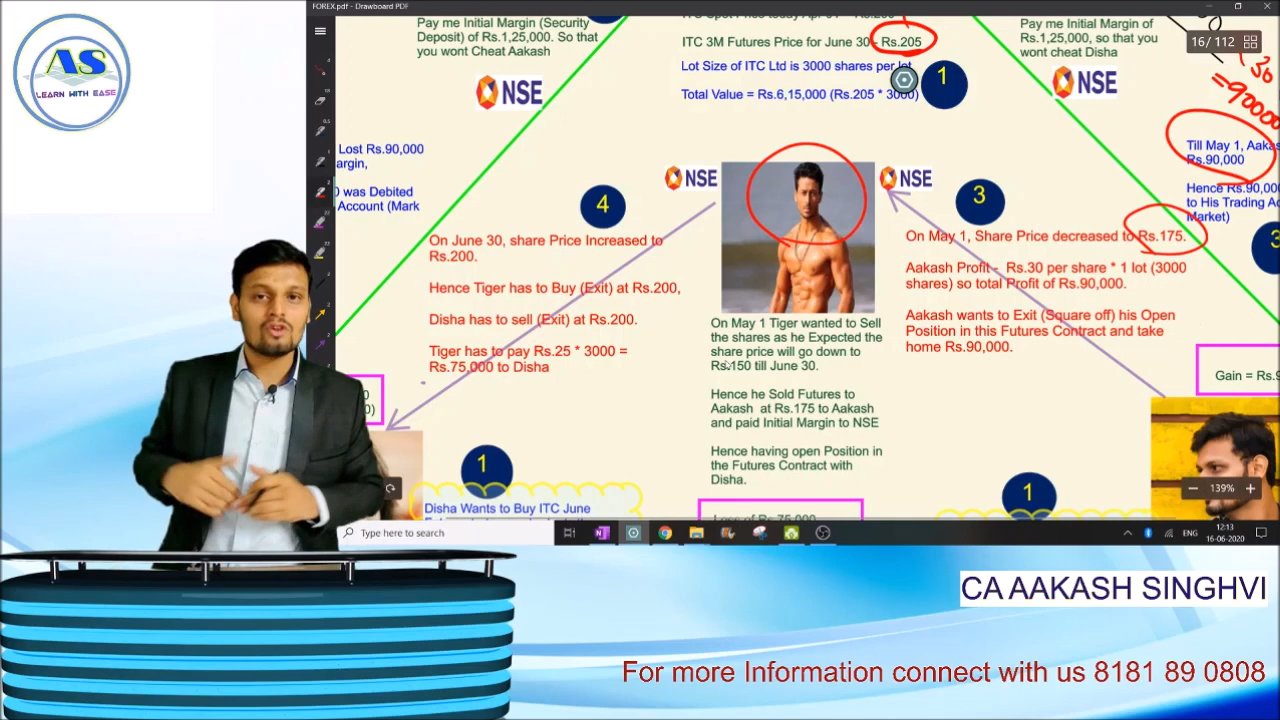 FOREX.pdf - Drawboard PDF
16 / 112
AS
LEARN WITH EASE
Pay me Initial Margin (Security
Deposit) of Rs.1,25,000. So that
you wont Cheat Aakash
NSE
ITC 3M Futures Price for June 30 - Rs.205
Lot Size of ITC Ltd is 3000 shares per lot
Total Value = Rs.6,15,000 (Rs.205 * 3000)
1
Pay me Initial Margin of
Rs.1,25,000, so that you
wont cheat Disha
NSE
=90000
Lost Rs.90,000
argin,
was Debited
Account (Mark
Till May 1, Aakas
Rs.90,000
Hence Rs.90,00
to His Trading Ac
Market)
NSE
NSE
4
On June 30, share Price Increased to
Rs.200.
Hence Tiger has to Buy (Exit) at Rs.200,
Disha has to sell (Exit) at Rs.200.
Tiger has to pay Rs.25 * 3000 =
Rs.75,000 to Disha
3
On May 1, Share Price decreased to Rs.175.
Aakash Profit - Rs.30 per share * 1 lot (3000
shares) so total Profit of Rs.90,000.
Aakash wants to Exit (Square off) his Open
Position in this Futures Contract and take
home Rs.90,000.
On May 1 Tiger wanted to Sell
the shares as he Expected the
share price will go down to
Rs.150 till June 30.
Hence he Sold Futures to
Aakash at Rs.175 to Aakash
and paid Initial Margin to NSE
Hence having open Position in
the Futures Contract with
Disha.
Loss of Rs.75,000
Gain = Rs.9
1
Disha Wants to Buy ITC June
1
139%
Type here to search
ENG
12:13
16-06-2020
CA AAKASH SINGHVI
For more Information connect with us 8181 89 0808